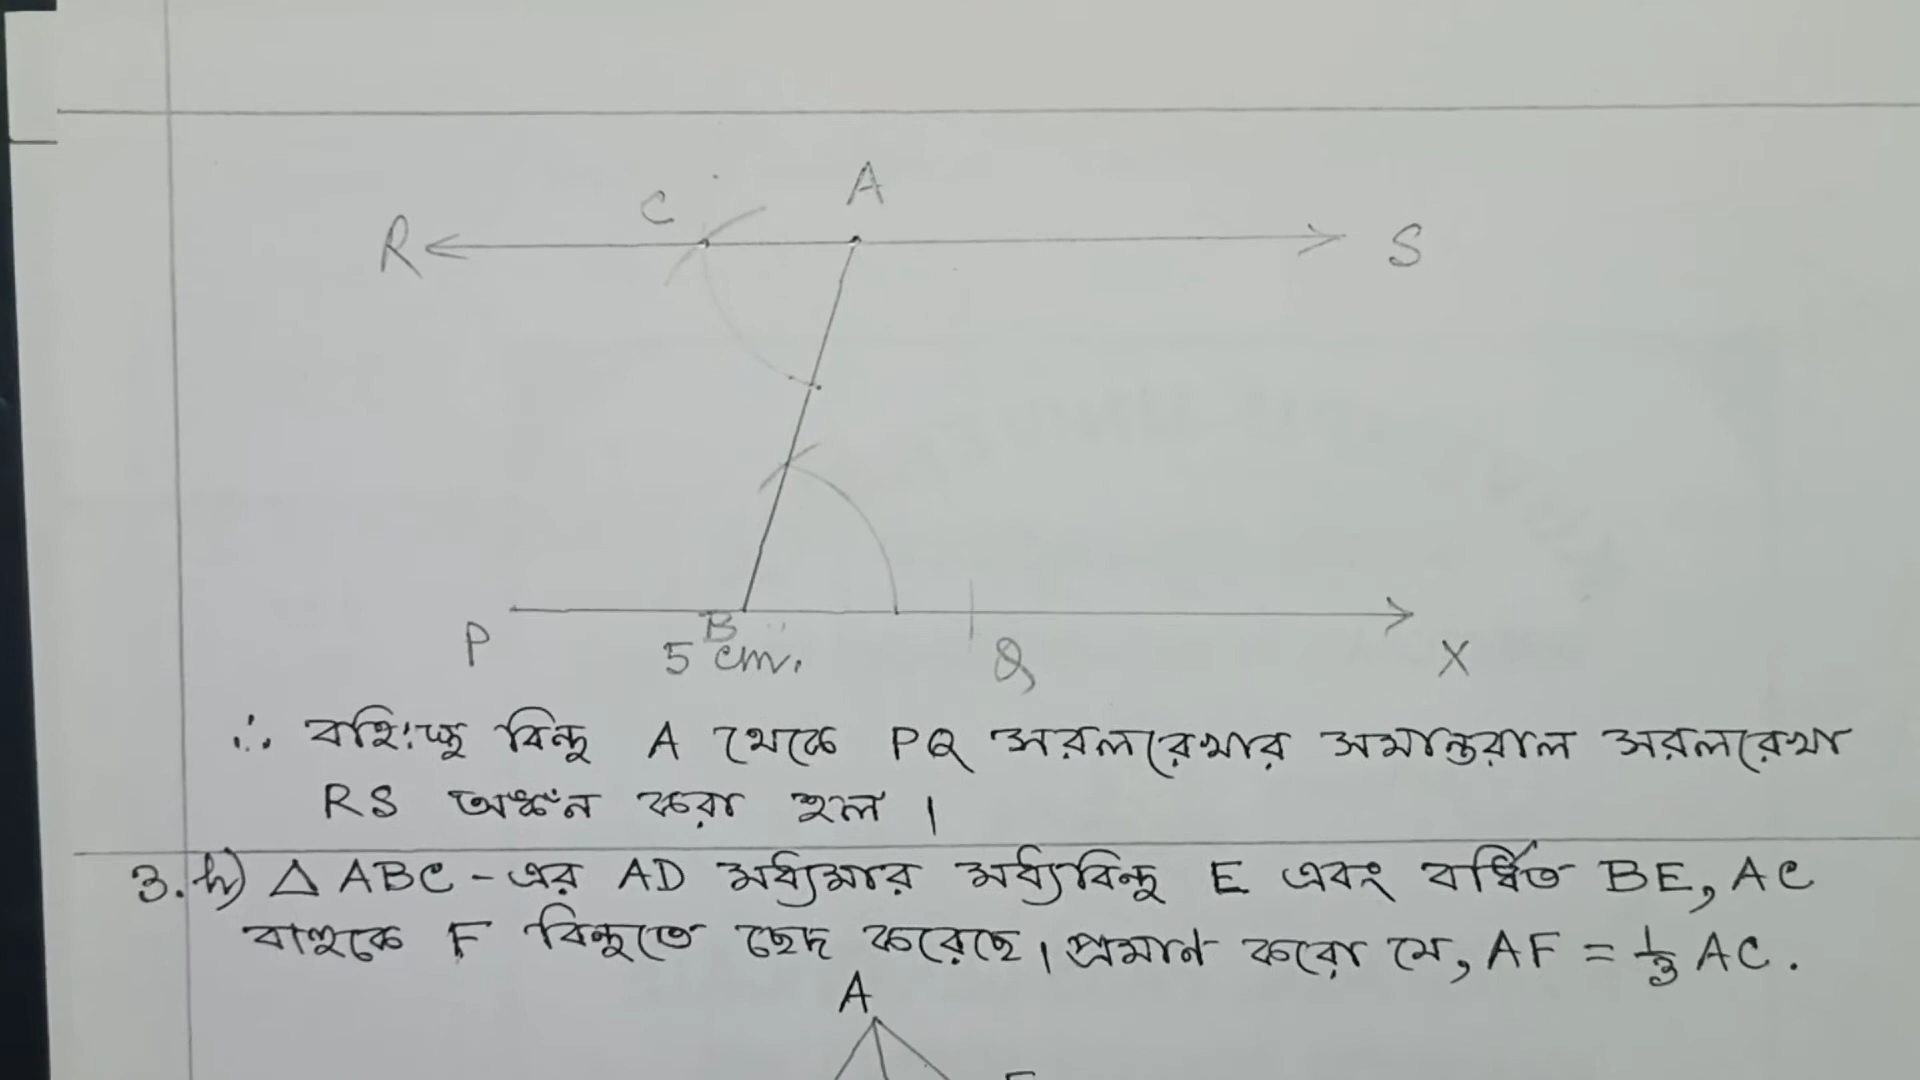 C A
R S
B
P 5 cm. Q X
∴ বহিঃস্থ বিন্দু A থেকে PQ সরলরেখার সমান্তরাল সরলরেখা
RS অঙ্কন করা হল ।
3. h) △ ABC - এর AD মধ্যমার মধ্যবিন্দু E এবং বর্ধিত BE, AC
বাহুকে F বিন্দুতে ছেদ করেছে । প্রমাণ করো যে, AF = 1/3 AC.
A